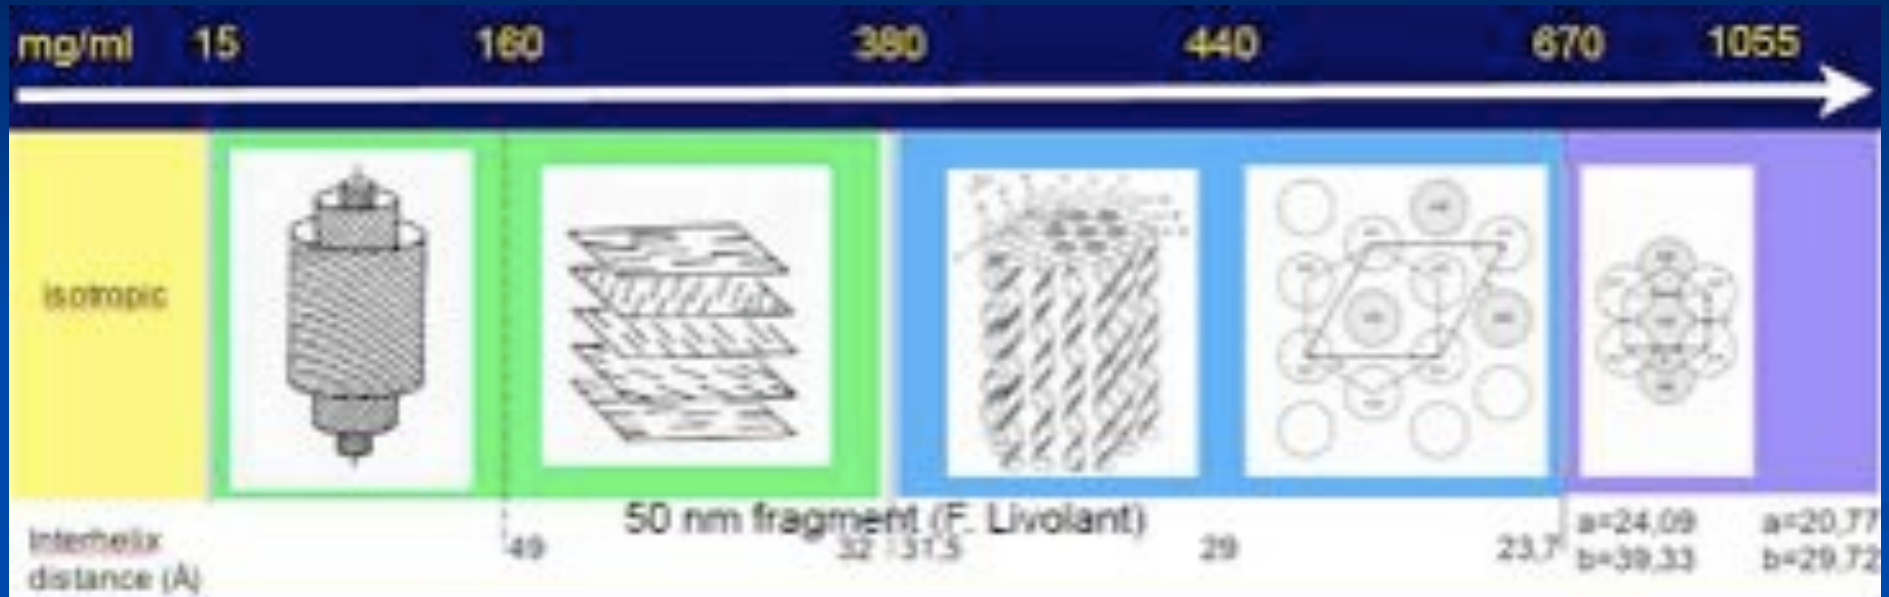 mg/ml 15 160 380 440 670 1055
isotropic
50 nm fragment (F. Livolant)
Interhelix
distance (Å)
49 32 31,5 29 23,7
a=24,09 a=20,77
b=39,33 b=29,72